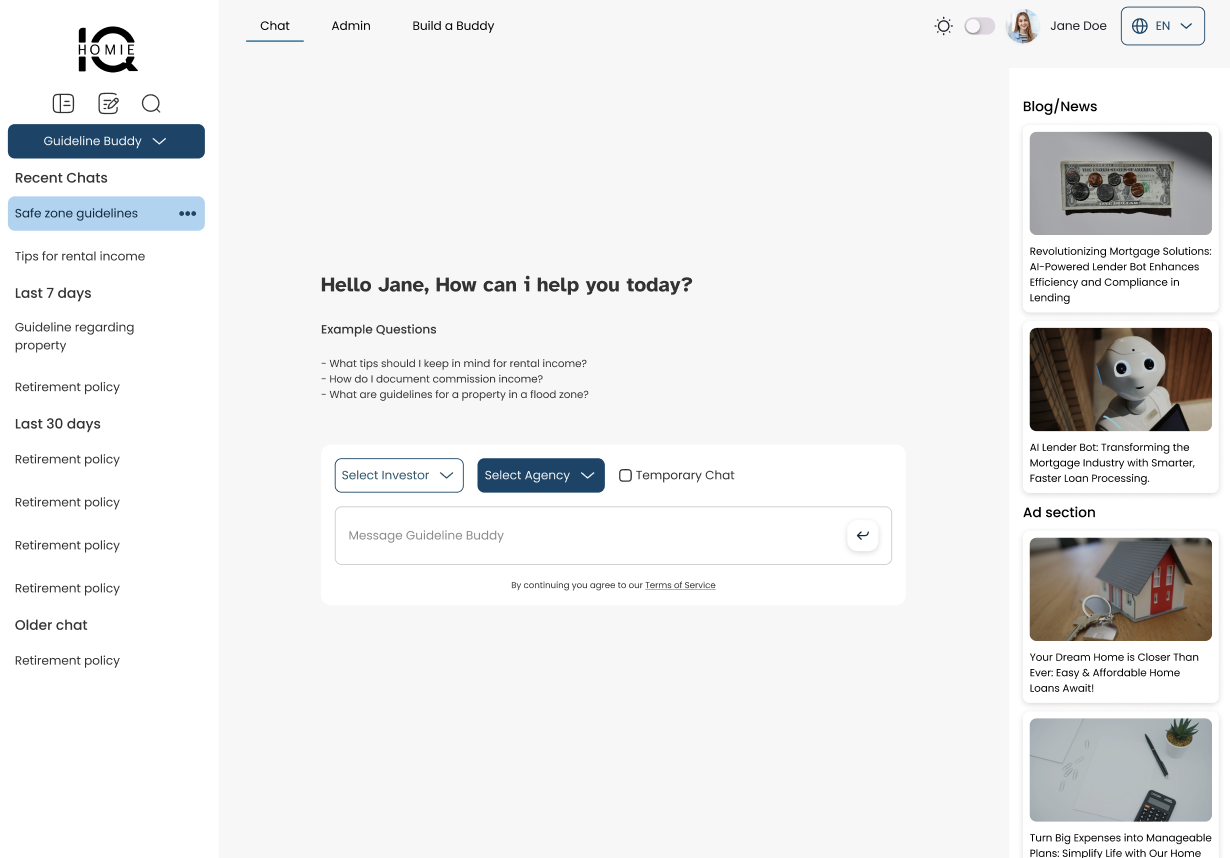 IQ
HOMIE
Chat
Admin
Build a Buddy
Jane Doe
EN
Guideline Buddy
Recent Chats
Safe zone guidelines
Tips for rental income
Last 7 days
Guideline regarding
property
Retirement policy
Last 30 days
Retirement policy
Retirement policy
Retirement policy
Retirement policy
Older chat
Retirement policy
Hello Jane, How can i help you today?
Example Questions
- What tips should I keep in mind for rental income?
- How do I document commission income?
- What are guidelines for a property in a flood zone?
Select Investor
Select Agency
Temporary Chat
Message Guideline Buddy
By continuing you agree to our Terms of Service
Blog/News
Revolutionizing Mortgage Solutions:
AI-Powered Lender Bot Enhances
Efficiency and Compliance in
Lending
AI Lender Bot: Transforming the
Mortgage Industry with Smarter,
Faster Loan Processing.
Ad section
Your Dream Home is Closer Than
Ever: Easy & Affordable Home
Loans Await!
Turn Big Expenses into Manageable
Plans: Simplify Life with Our Home